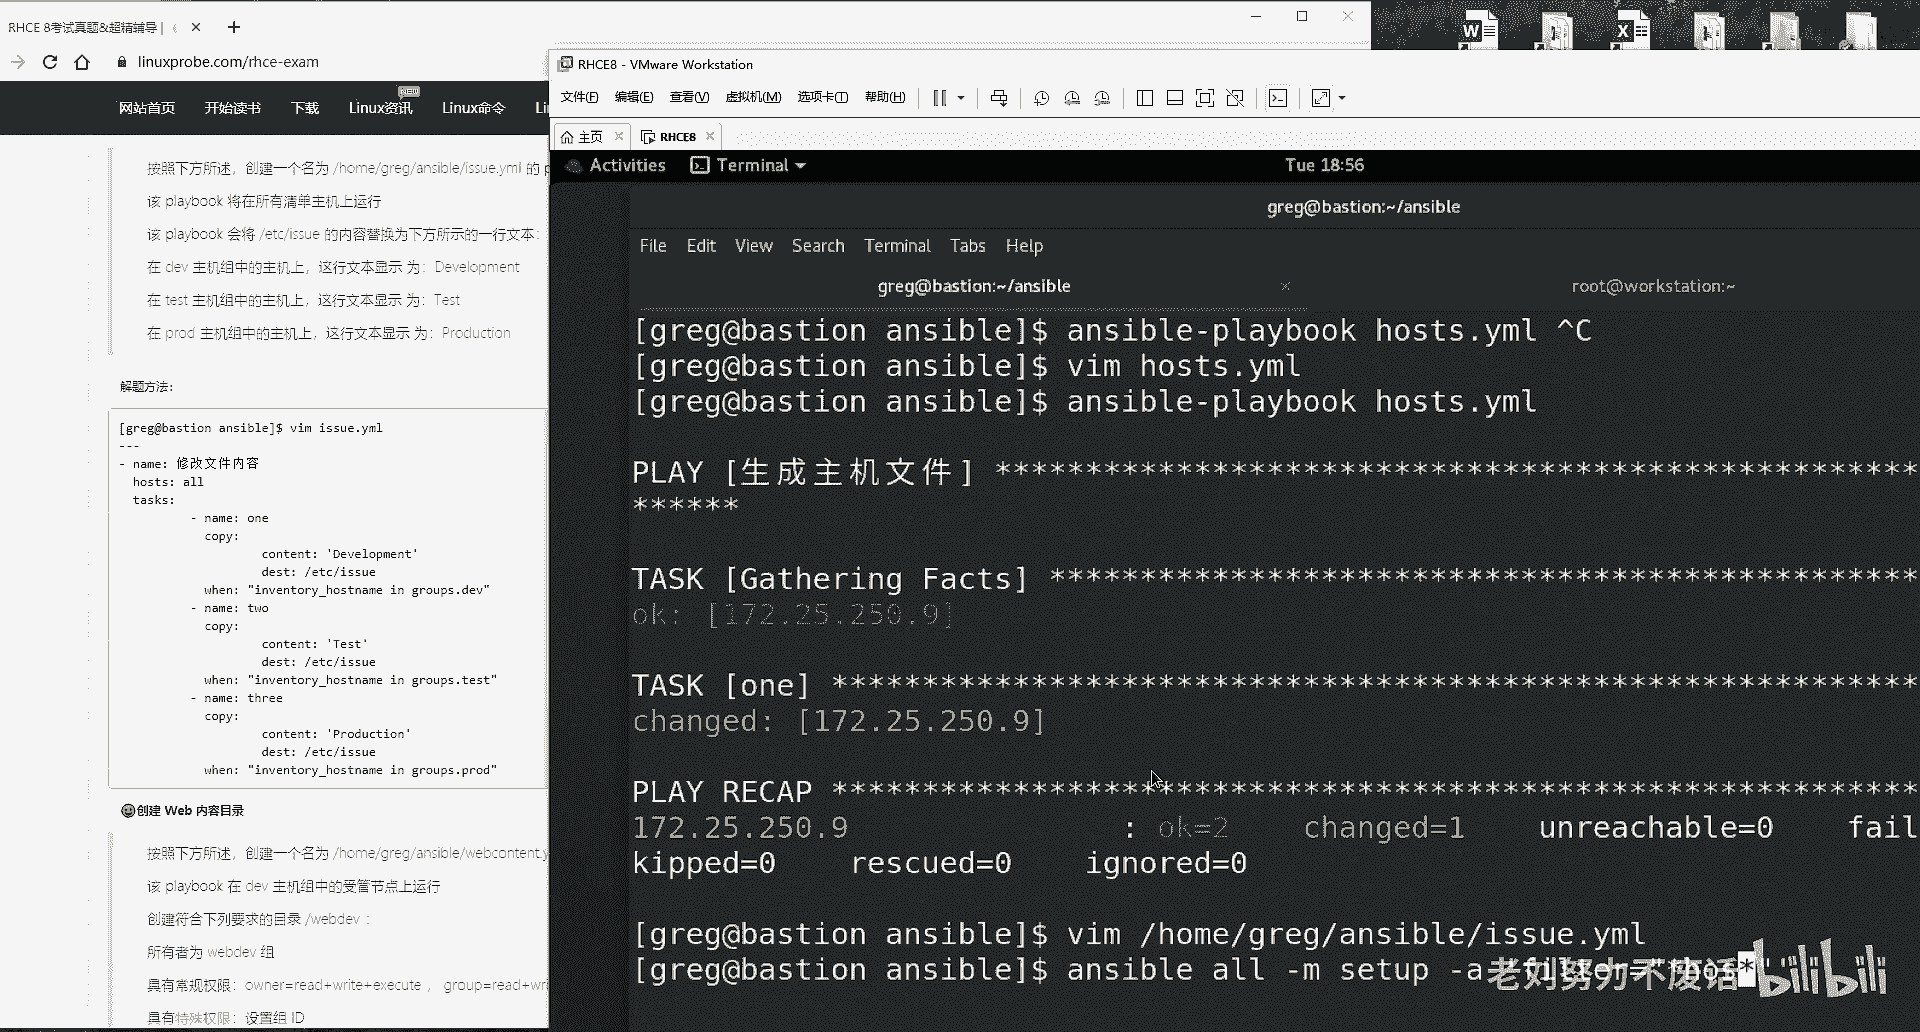 RHCE 8考试真题&超精辅导 |
linuxprobe.com/rhce-exam
网站首页 开始读书 下载 Linux资讯 Linux命令 Li
按照下方所述，创建一个名为 /home/greg/ansible/issue.yml 的 p
该 playbook 将在所有清单主机上运行
该 playbook 会将 /etc/issue 的内容替换为下方所示的一行文本：
在 dev 主机组中的主机上，这行文本显示 为：Development
在 test 主机组中的主机上，这行文本显示 为：Test
在 prod 主机组中的主机上，这行文本显示 为：Production
解题方法:
[greg@bastion ansible]$ vim issue.yml
---
- name: 修改文件内容
hosts: all
tasks:
- name: one
copy:
content: 'Development'
dest: /etc/issue
when: "inventory_hostname in groups.dev"
- name: two
copy:
content: 'Test'
dest: /etc/issue
when: "inventory_hostname in groups.test"
- name: three
copy:
content: 'Production'
dest: /etc/issue
when: "inventory_hostname in groups.prod"
创建 Web 内容目录
按照下方所述，创建一个名为 /home/greg/ansible/webcontent.y
该 playbook 在 dev 主机组中的受管节点上运行
创建符合下列要求的目录 /webdev ：
所有者为 webdev 组
具有常规权限：owner=read+write+execute ， group=read+wri
具有特殊权限：设置组 ID
RHCE8 - VMware Workstation
文件(F) 编辑(E) 查看(V) 虚拟机(M) 选项卡(T) 帮助(H)
主页 RHCE8
Activities Terminal Tue 18:56
greg@bastion:~/ansible
File Edit View Search Terminal Tabs Help
greg@bastion:~/ansible root@workstation:~
[greg@bastion ansible]$ ansible-playbook hosts.yml ^C
[greg@bastion ansible]$ vim hosts.yml
[greg@bastion ansible]$ ansible-playbook hosts.yml
PLAY [生成主机文件] ***************************************************
******
TASK [Gathering Facts] ************************************************
ok: [172.25.250.9]
TASK [one] ************************************************************
changed: [172.25.250.9]
PLAY RECAP ************************************************************
172.25.250.9 : ok=2 changed=1 unreachable=0 fail
kipped=0 rescued=0 ignored=0
[greg@bastion ansible]$ vim /home/greg/ansible/issue.yml
[greg@bastion ansible]$ ansible all -m setup -a
老刘努力不废话 bilibili